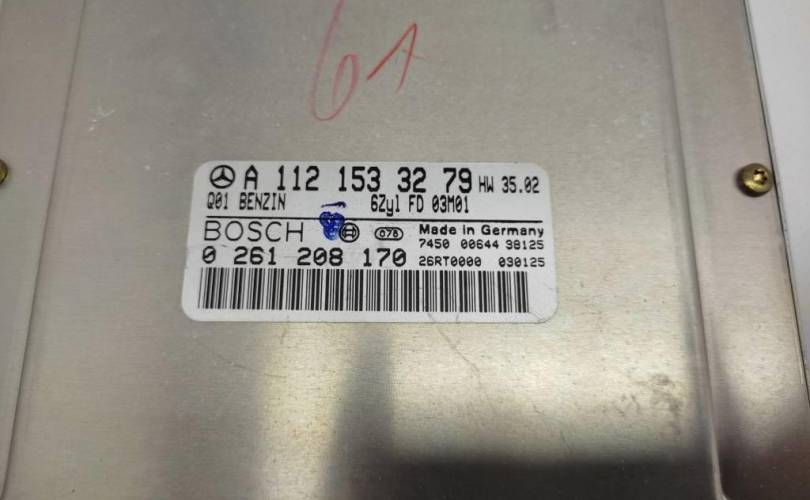 61
A 112 153 32 79 HW 35.02
Q01 BENZIN 6Zyl FD 03M01
BOSCH 078 Made in Germany
7450 00644 38125
0 261 208 170 26RT0000 030125